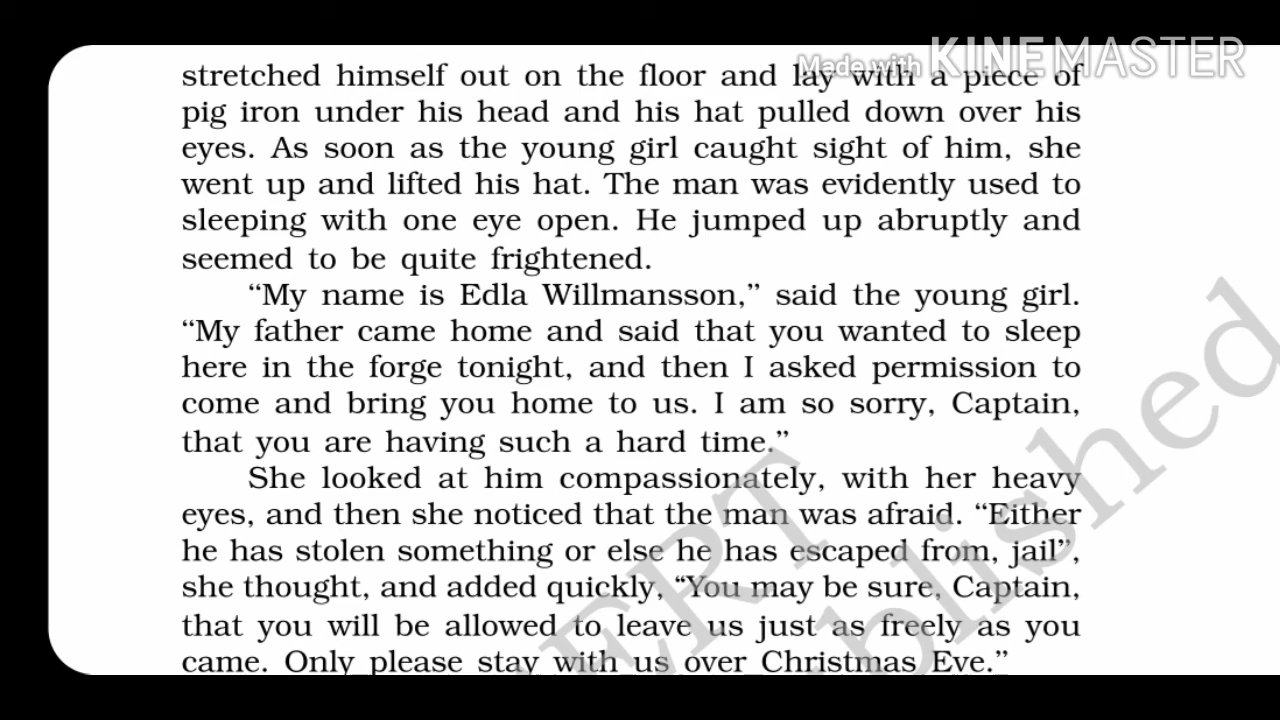 Made with KINEMASTER
stretched himself out on the floor and lay with a piece of
pig iron under his head and his hat pulled down over his
eyes. As soon as the young girl caught sight of him, she
went up and lifted his hat. The man was evidently used to
sleeping with one eye open. He jumped up abruptly and
seemed to be quite frightened.
“My name is Edla Willmansson,” said the young girl.
“My father came home and said that you wanted to sleep
here in the forge tonight, and then I asked permission to
come and bring you home to us. I am so sorry, Captain,
that you are having such a hard time.”
She looked at him compassionately, with her heavy
eyes, and then she noticed that the man was afraid. “Either
he has stolen something or else he has escaped from, jail”,
she thought, and added quickly, “You may be sure, Captain,
that you will be allowed to leave us just as freely as you
came. Only please stay with us over Christmas Eve.”
ERT
blished